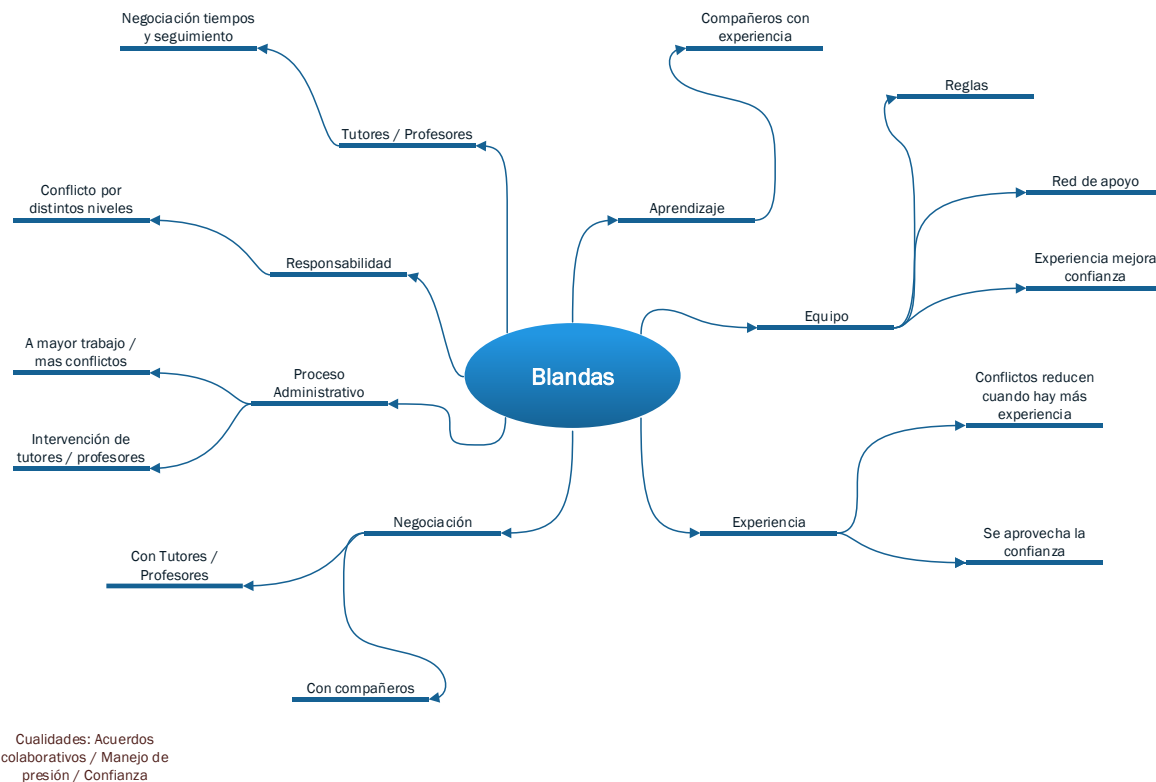 Negociación tiempos
y seguimiento
Compañeros con
experiencia
Reglas
Tutores / Profesores
Red de apoyo
Conflicto por
distintos niveles
Aprendizaje
Responsabilidad
Experiencia mejora
confianza
Equipo
A mayor trabajo /
mas conflictos
Proceso
Administrativo
Blandas
Conflictos reducen
cuando hay más
experiencia
Intervención de
tutores / profesores
Negociación
Experiencia
Con Tutores /
Profesores
Se aprovecha la
confianza
Con compañeros
Cualidades: Acuerdos
colaborativos / Manejo de
presión / Confianza